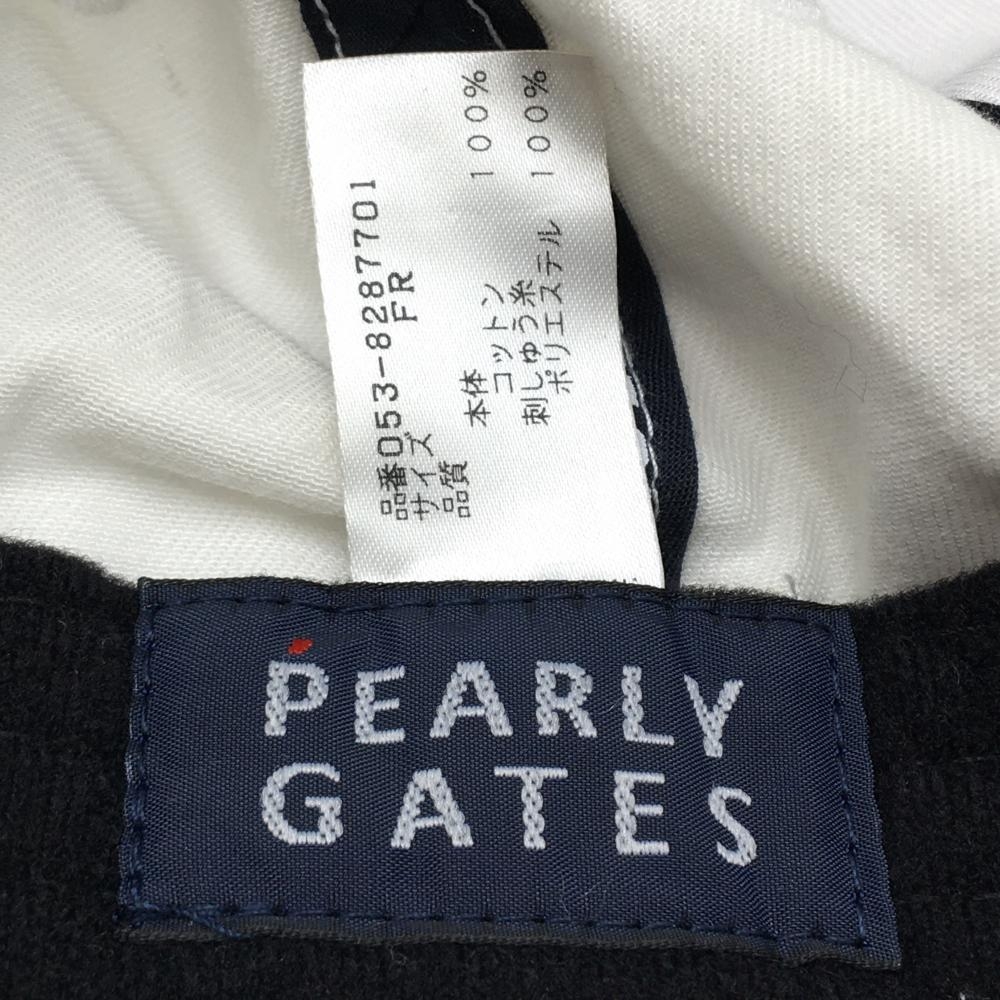 品番053-8287701
サイズ FR
品質
本体
コットン 100%
刺しゅう糸
ポリエステル 100%
PEARLY
GATES